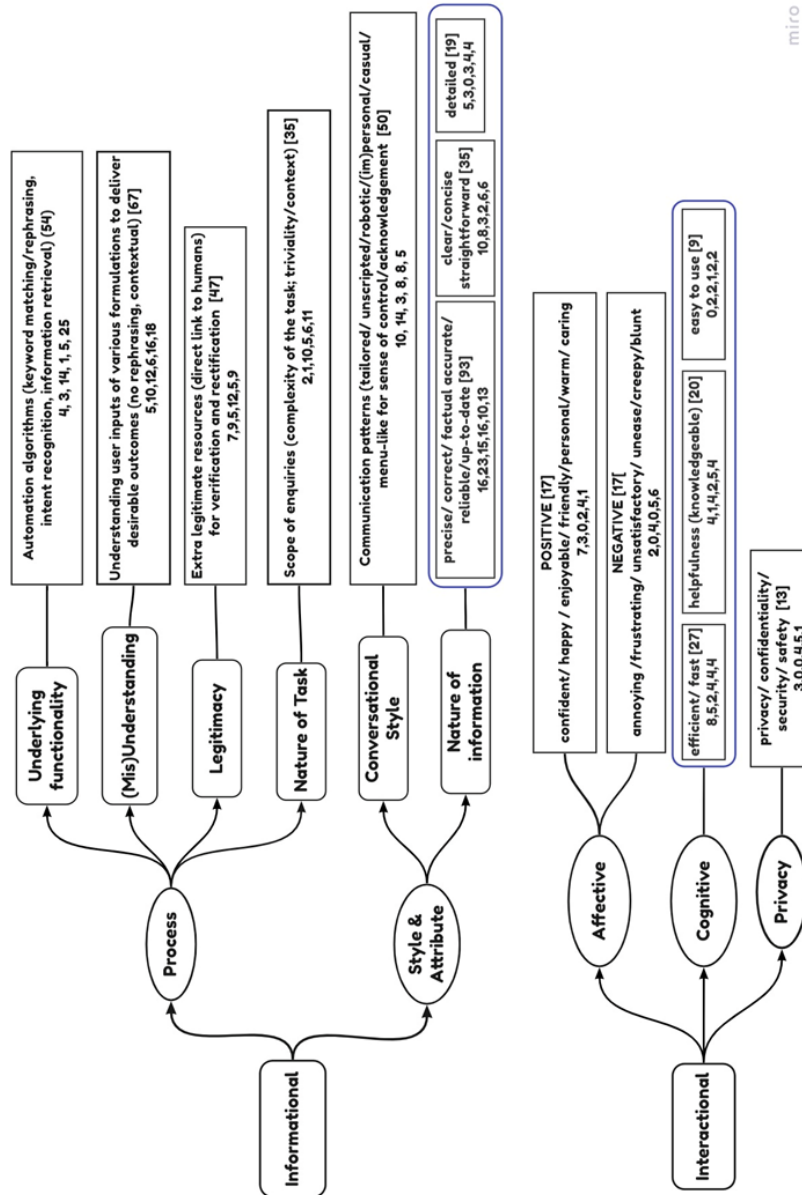 Informational
Process
Underlying
functionality
Automation algorithms (keyword matching/rephrasing,
intent recognition, information retrieval) (54)
4, 3, 14, 1, 5, 25
(Mis)Understanding
Understanding user inputs of various formulations to deliver
desirable outcomes (no rephrasing, contextual) [67]
5,10,12,6,16,18
Legitimacy
Extra legitimate resources (direct link to humans)
for verification and rectification [47]
7,9,5,12,5,9
Nature of Task
Scope of enquiries (complexity of the task; triviality/context) [35]
2,1,10,5,6,11
Style &
Attribute
Conversational
Style
Communication patterns (tailored/ unscripted/robotic/(im)personal/casual/
menu-like for sense of control/acknowledgement [50]
10, 14, 3, 8, 8, 5
Nature of
information
precise/ correct/ factual accurate/
reliable/up-to-date [93]
16,23,15,16,10,13
clear/concise
straightforward [35]
10,8,3,2,6,6
detailed [19]
5,3,0,3,4,4
Interactional
Affective
POSITIVE [17]
confident/ happy / enjoyable/ friendly/personal/warm/ caring
7,3,0,2,4,1
NEGATIVE [17[
annoying /frustrating/ unsatisfactory/ unease/creepy/blunt
2,0,4,0,5,6
Cognitive
efficient/ fast [27]
8,5,2,4,4,4
helpfulness (knowledgeable) [20]
4,1,4,2,5,4
easy to use [9]
0,2,2,1,2,2
Privacy
privacy/ confidentiality/
security/ safety [13]
3,0,0,4,5,1
miro